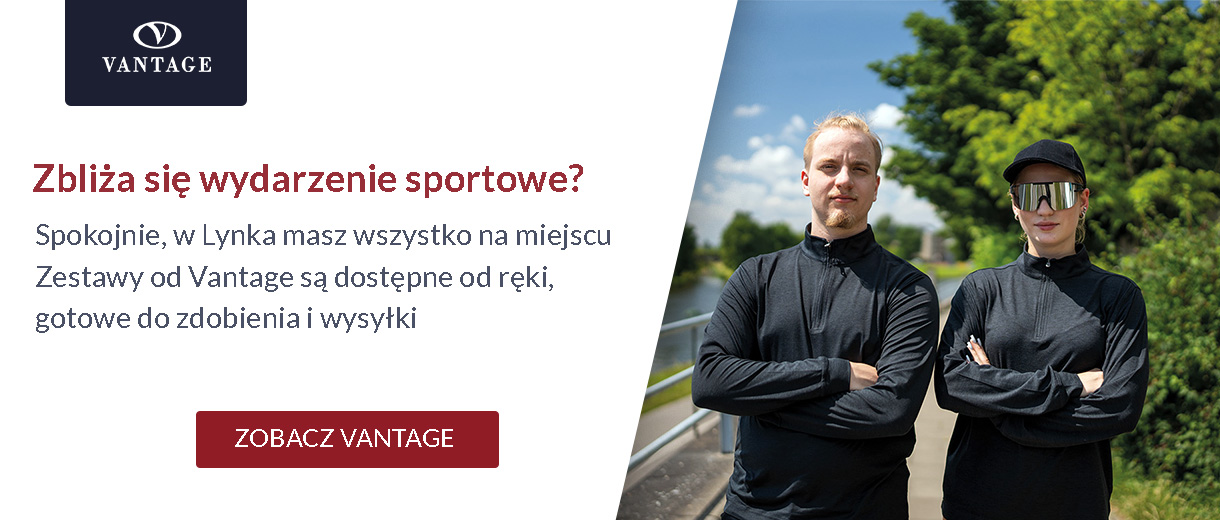 VANTAGE
Zbliża się wydarzenie sportowe?
Spokojnie, w Lynka masz wszystko na miejscu
Zestawy od Vantage są dostępne od ręki,
gotowe do zdobienia i wysyłki
ZOBACZ VANTAGE